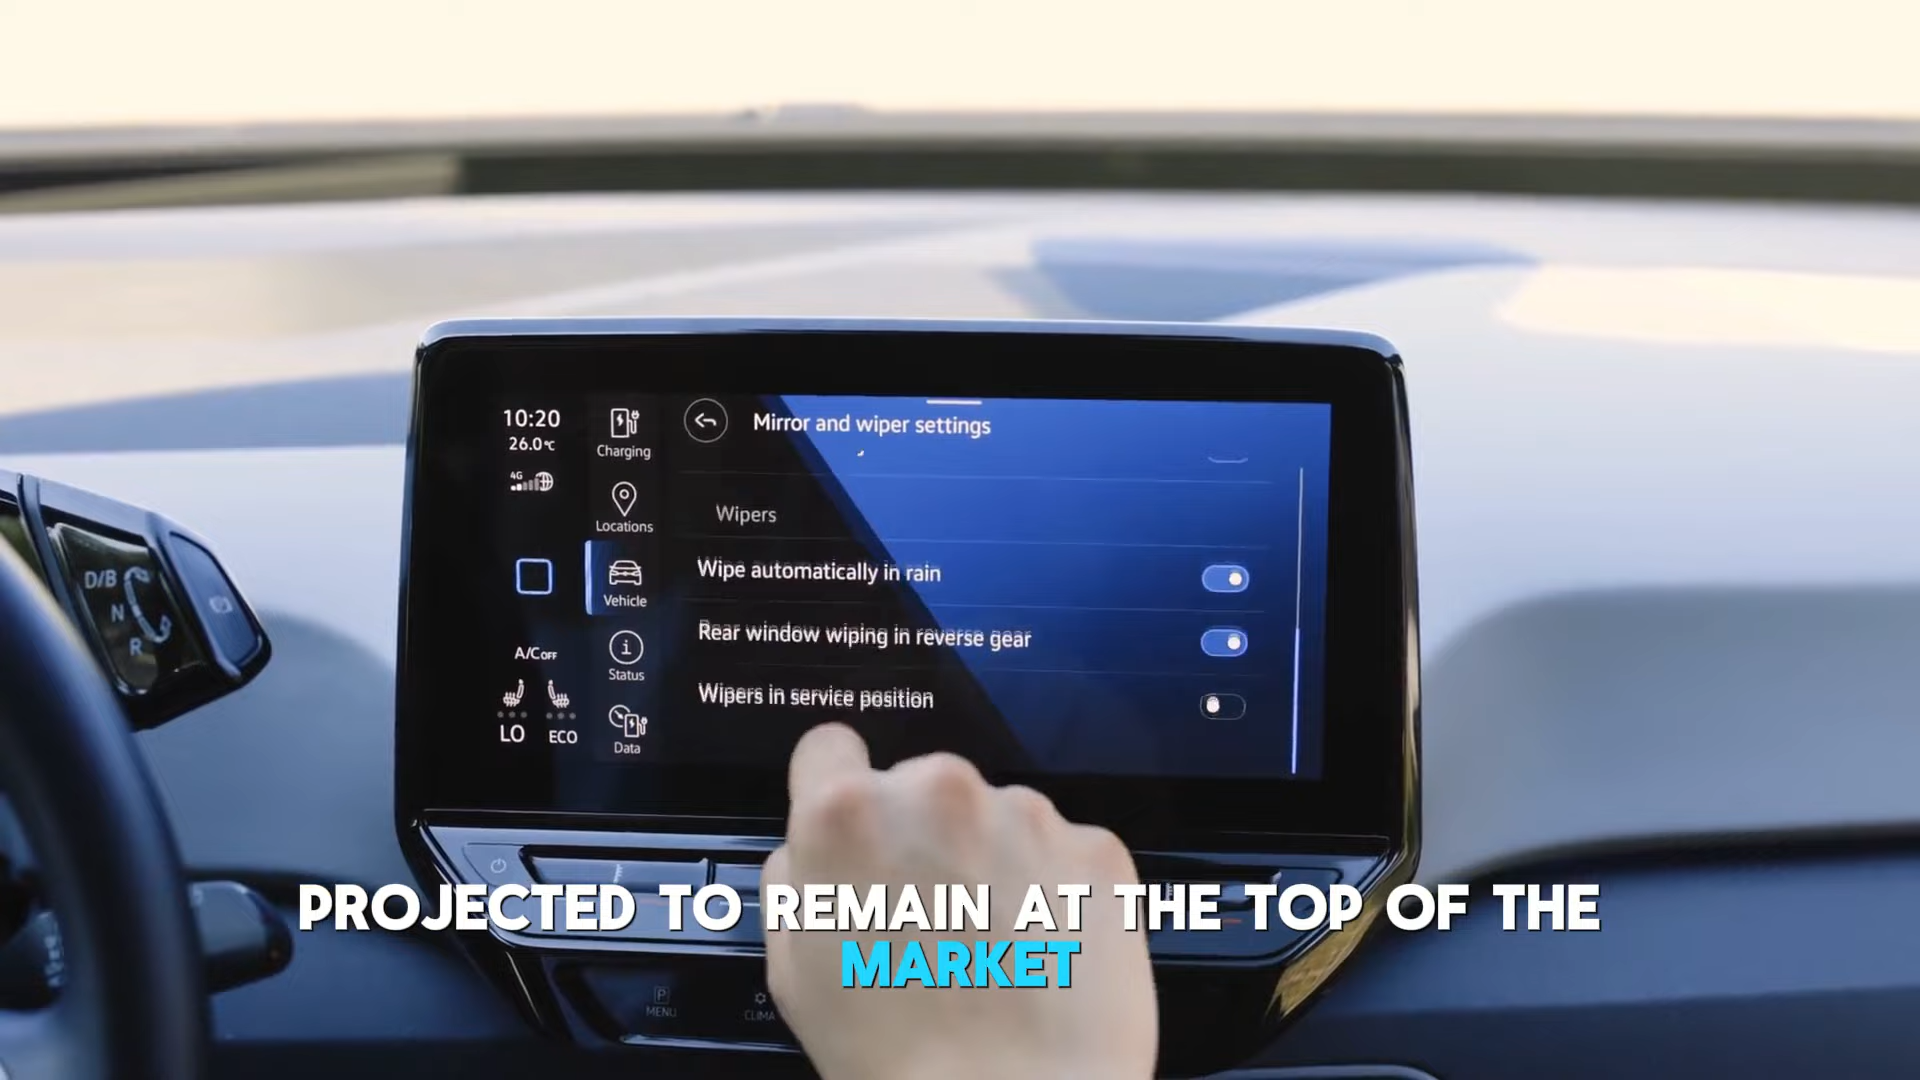 10:20
26.0°C
4G
Charging
Mirror and wiper settings
Locations
Wipers
Wipe automatically in rain
Vehicle
Rear window wiping in reverse gear
A/C OFF
Status
Wipers in service position
LO
ECO
Data
D/B
N
R
PROJECTED TO REMAIN AT THE TOP OF THE
MARKET
P
MENU
CLIMA